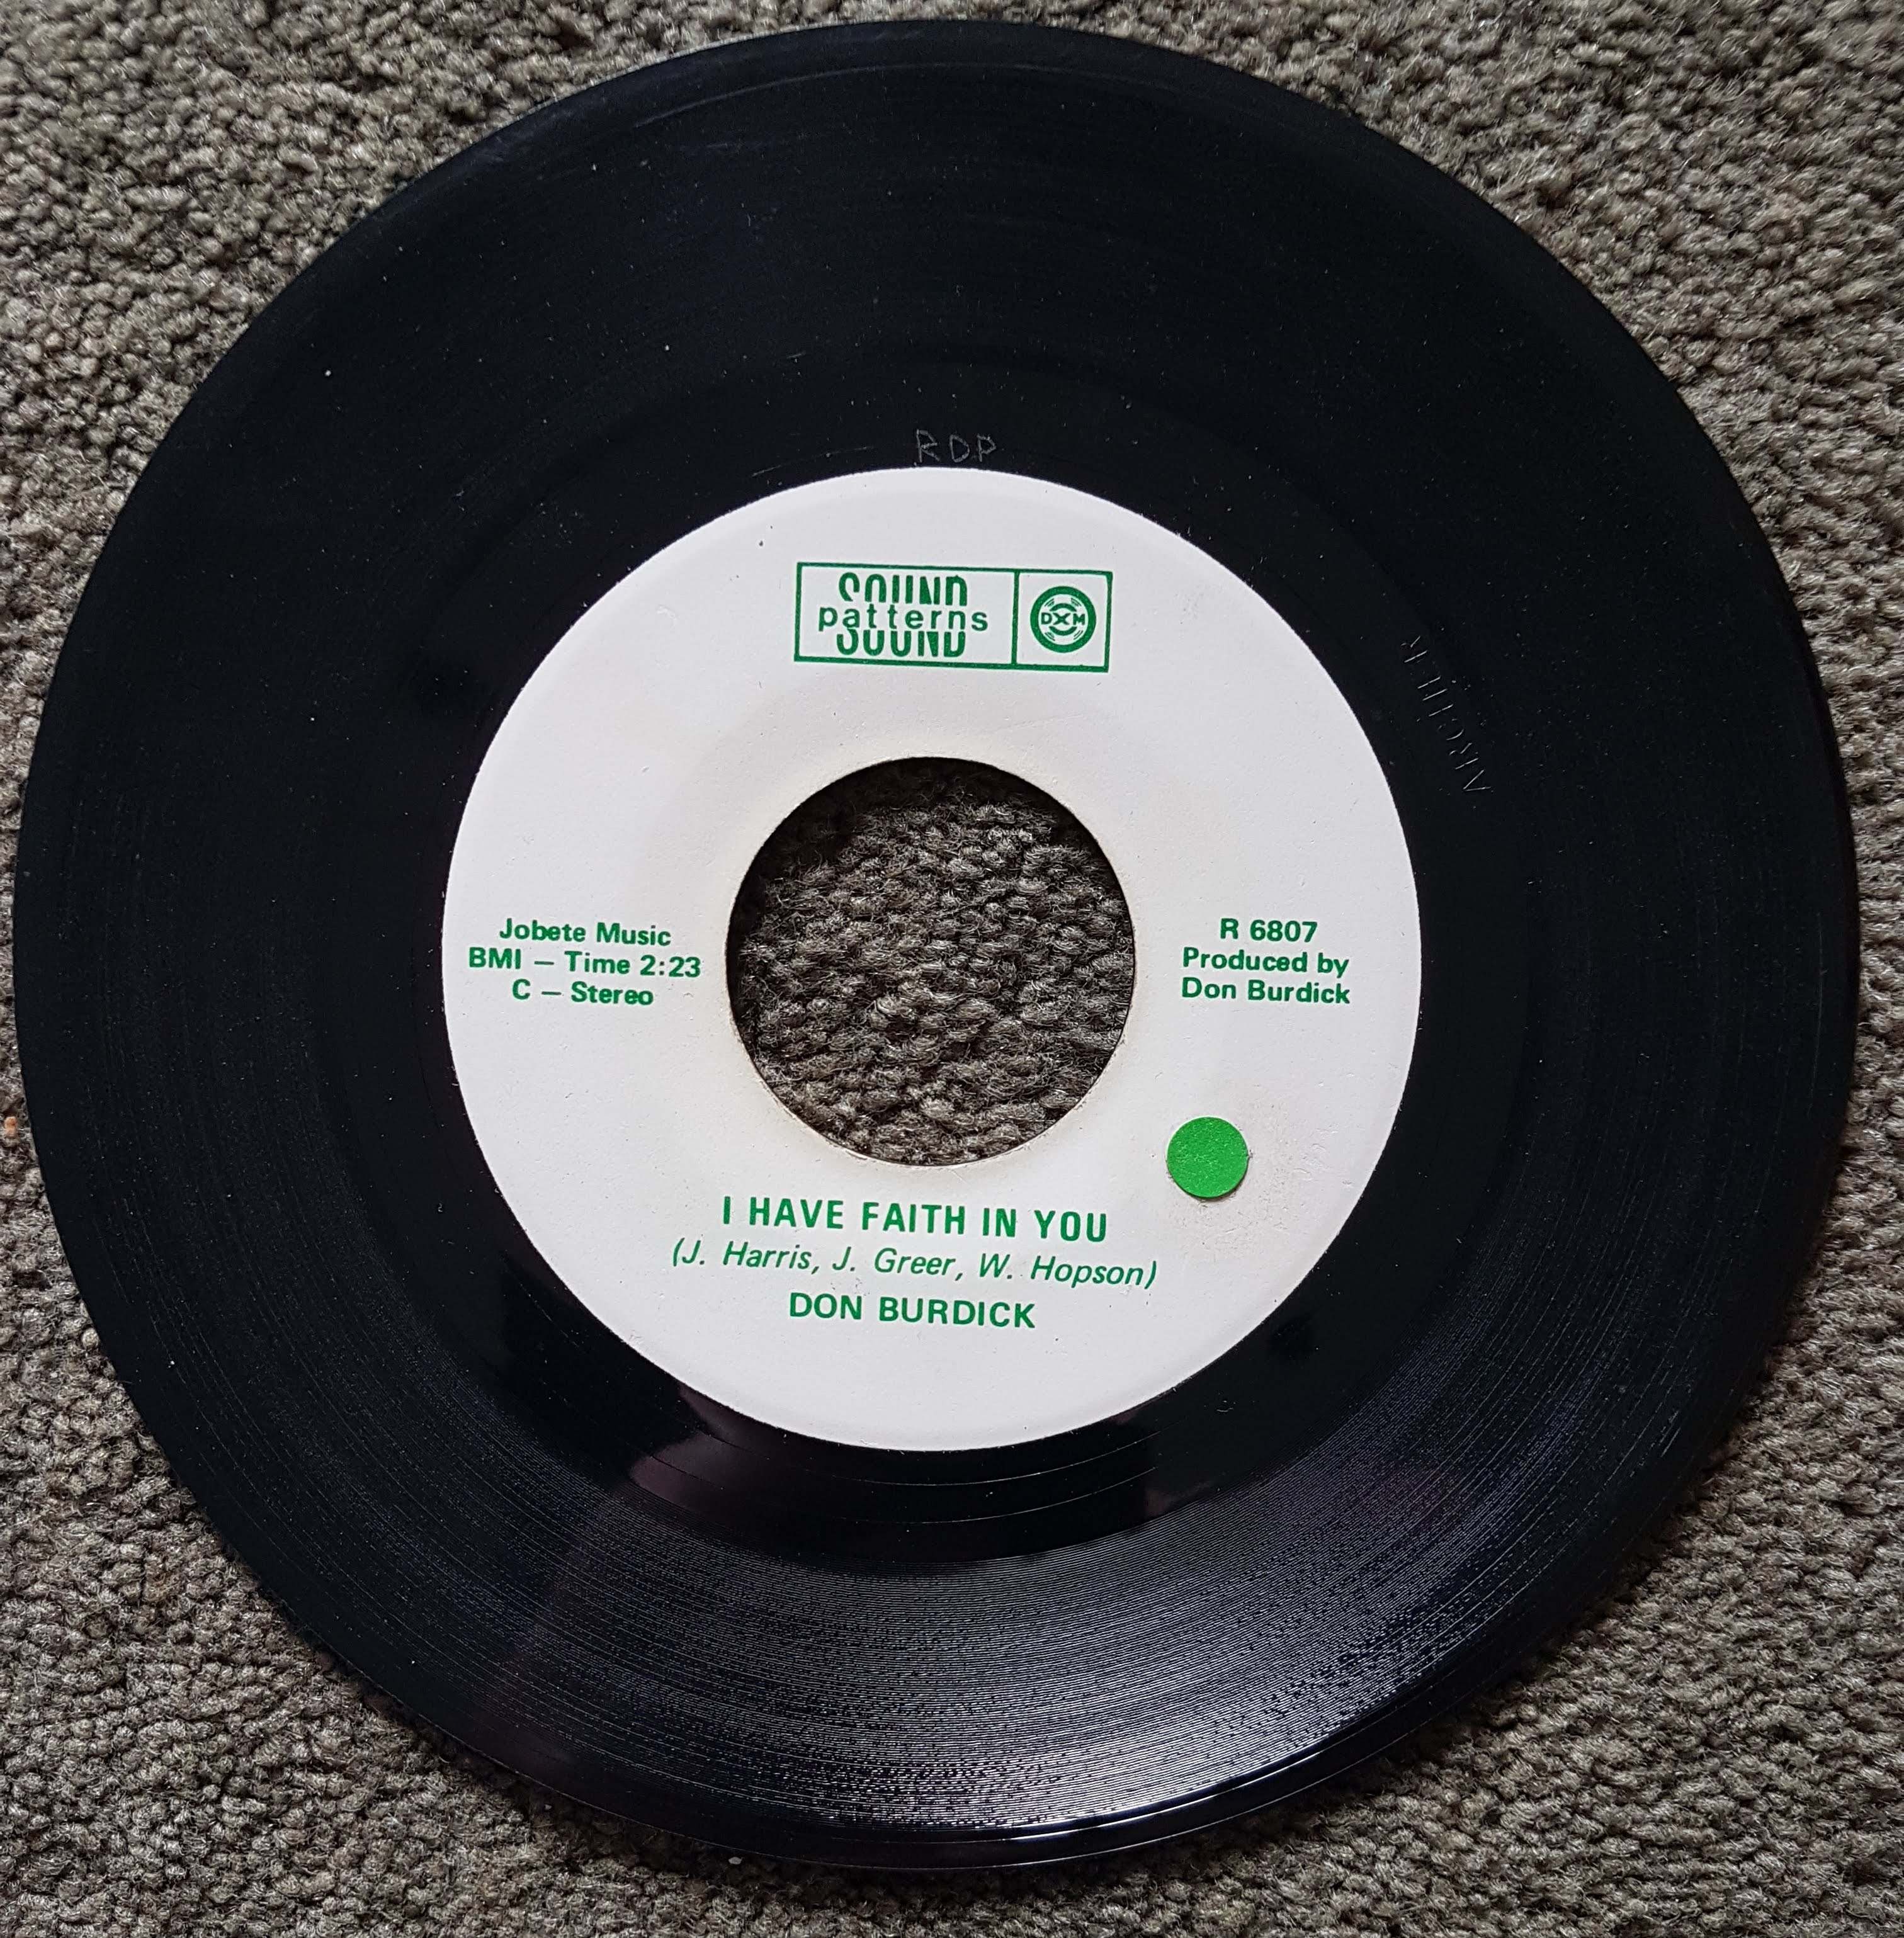 RDP
SOUND
patterns
SOUND
DXM
Jobete Music
BMI – Time 2:23
C – Stereo
R 6807
Produced by
Don Burdick
I HAVE FAITH IN YOU
(J. Harris, J. Greer, W. Hopson)
DON BURDICK